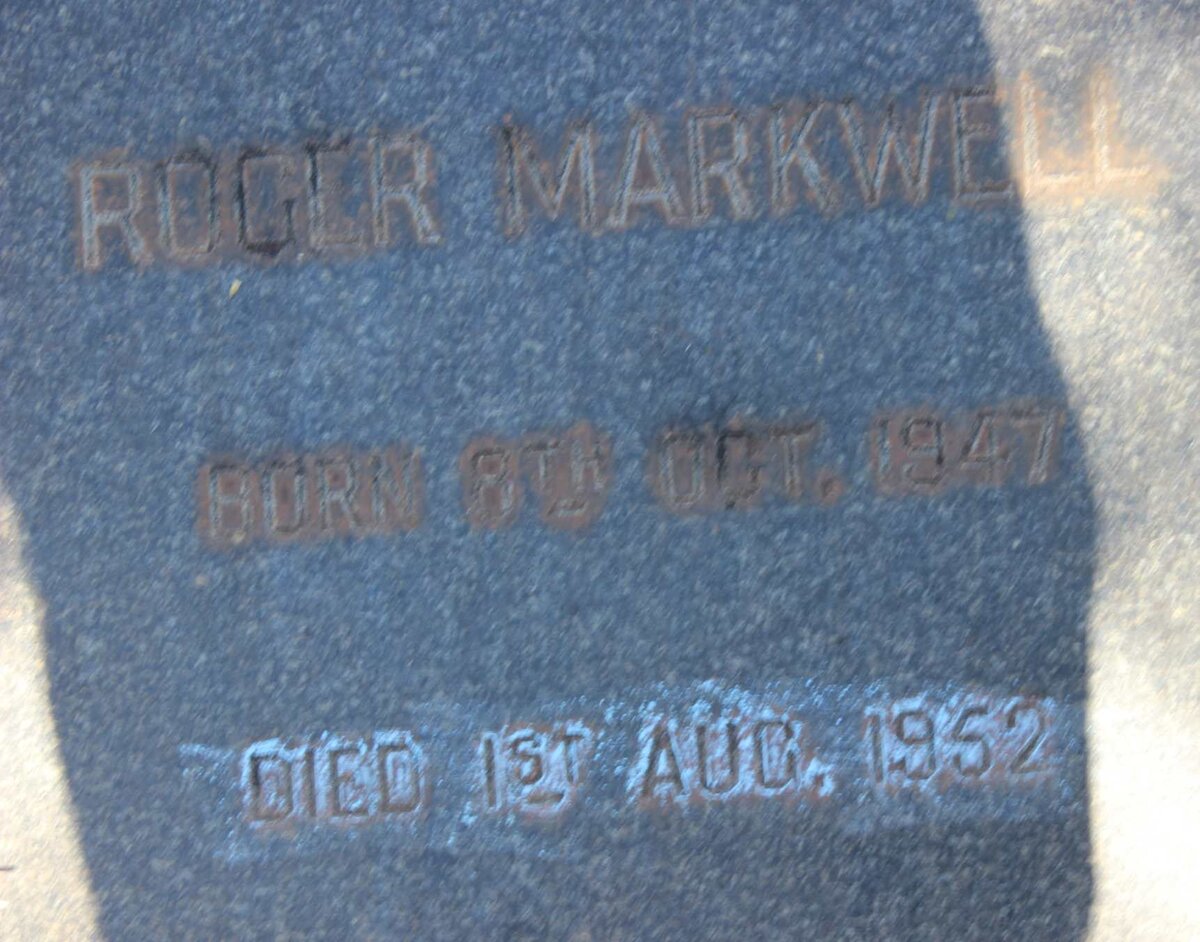 ROGER MARKWELL
BORN 8TH OCT. 1947
DIED 1ST AUG. 1952